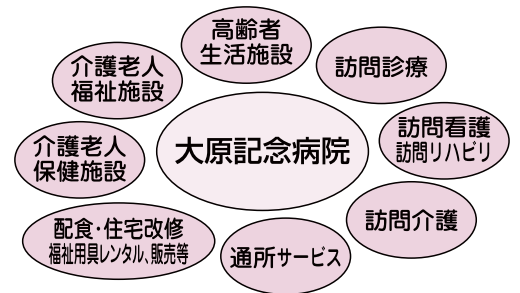 高齢者
生活施設
介護老人
福祉施設
訪問診療
介護老人
保健施設
大原記念病院
訪問看護
訪問リハビリ
配食・住宅改修
福祉用具レンタル、販売等
通所サービス
訪問介護